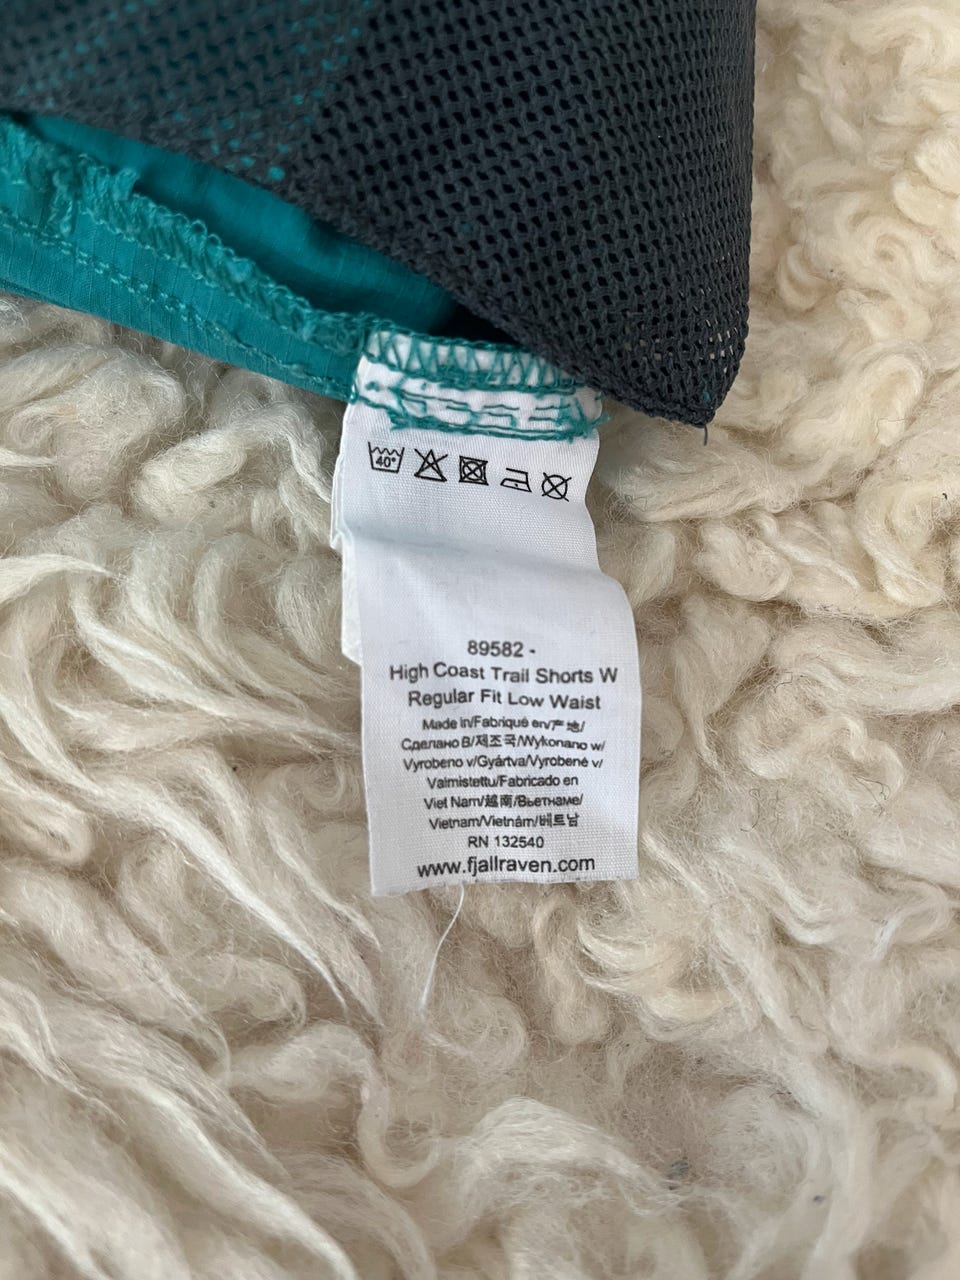 40°
89582 -
High Coast Trail Shorts W
Regular Fit Low Waist
Made in/Fabriqué en/产地/
Сделано В/제조국/Wykonano w/
Vyrobeno v/Gyártva/Vyrobené v/
Valmistettu/Fabricado en
Viet Nam/越南/Вьетнаме/
Vietnam/Vietnám/베트남
RN 132540
www.fjallraven.com